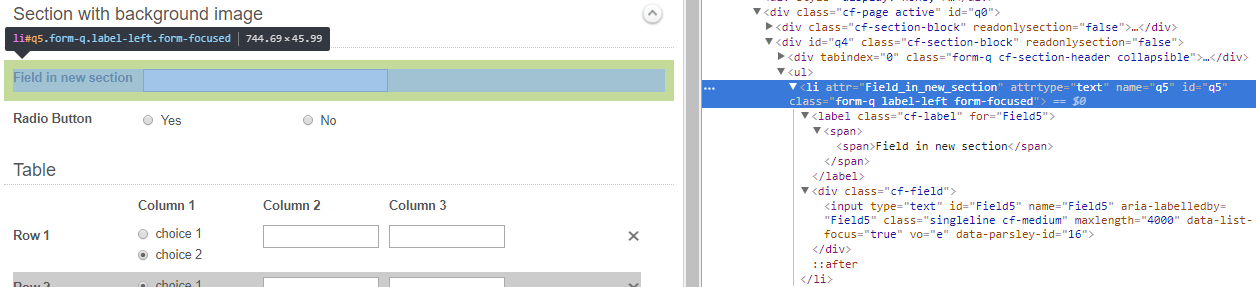 Section with background image
li#q5.form-q.label-left.form-focused | 744.69×45.99
Field in new section
Radio Button Yes No
Table
Column 1 Column 2 Column 3
Row 1 choice 1
choice 2
Row 2 choice 1
▼<div class="cf-page active" id="q0">
▶<div class="cf-section-block" readonlysection="false">…</div>
▼<div id="q4" class="cf-section-block" readonlysection="false">
▶<div tabindex="0" class="form-q cf-section-header collapsible">…</div>
▼<ul>
▼<li attr="Field_in_new_section" attrtype="text" name="q5" id="q5"
class="form-q label-left form-focused"> == $0
▼<label class="cf-label" for="Field5">
▼<span>
<span>Field in new section</span>
</span>
</label>
▼<div class="cf-field">
<input type="text" id="Field5" name="Field5" aria-labelledby=
"Field5" class="singleline cf-medium" maxlength="4000" data-list-
focus="true" vo="e" data-parsley-id="16">
</div>
::after
</li>